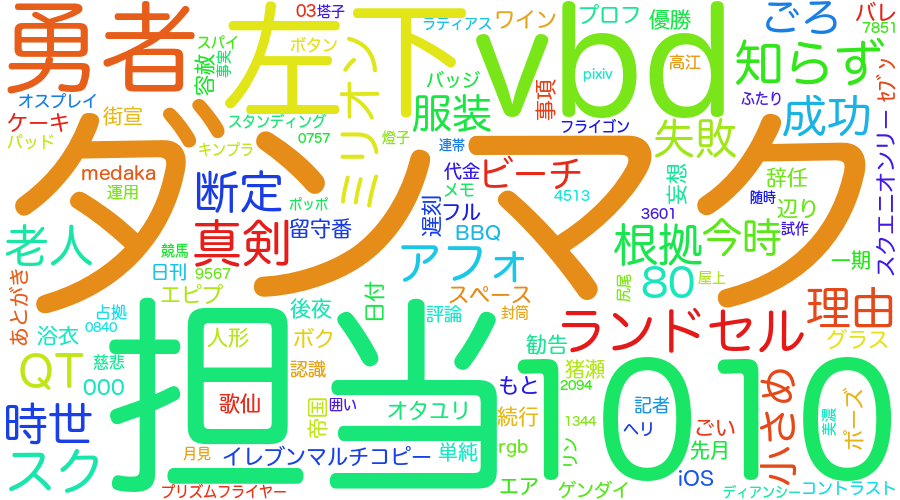 勇者
03
塔子
左下
ラティアス
ワイン
プロフ
優勝
ごろ
バレ
7851
スパイ
事実
容赦
ボタン
ミリオン
vbd
pixiv
高江
知らず
セブン
オスプレイ
街宣
ケーキ
パッド
スタンディング
0757
燈子
バッジ
服装
事項
連帯
フライゴン
ふたり
成功
失敗
キンプラ
medaka
運用
ダンマク
断定
ポッポ
真剣
留守番
代金
メモ
遅刻
フル
BBQ
ビーチ
4513
妄想
3601
随時
辞任
辺り
試作
スクエニオンリー
老人
競馬
日刊
9567
エピブ
アフォ
根拠
今時
一期
あとがき
占拠
0840
浴衣
後夜
日付
評論
スペース
封筒
尻尾
80
屋上
理由
QT
慈悲
000
人形
ボク
認識
担当
ランドセル
勧告
猪瀬
グラス
1010
時世
スク
歌仙
帝国
囲い
オタユリ
もと
続行
2094
1344
記者
ヘリ
小さめ
ごい
先月
美濃
ポーズ
月見
イレブンマルチコピー
単純
rgb
リン
iOS
プリズムフライヤー
エア
ゲンダイ
ディアンシー
コントラスト